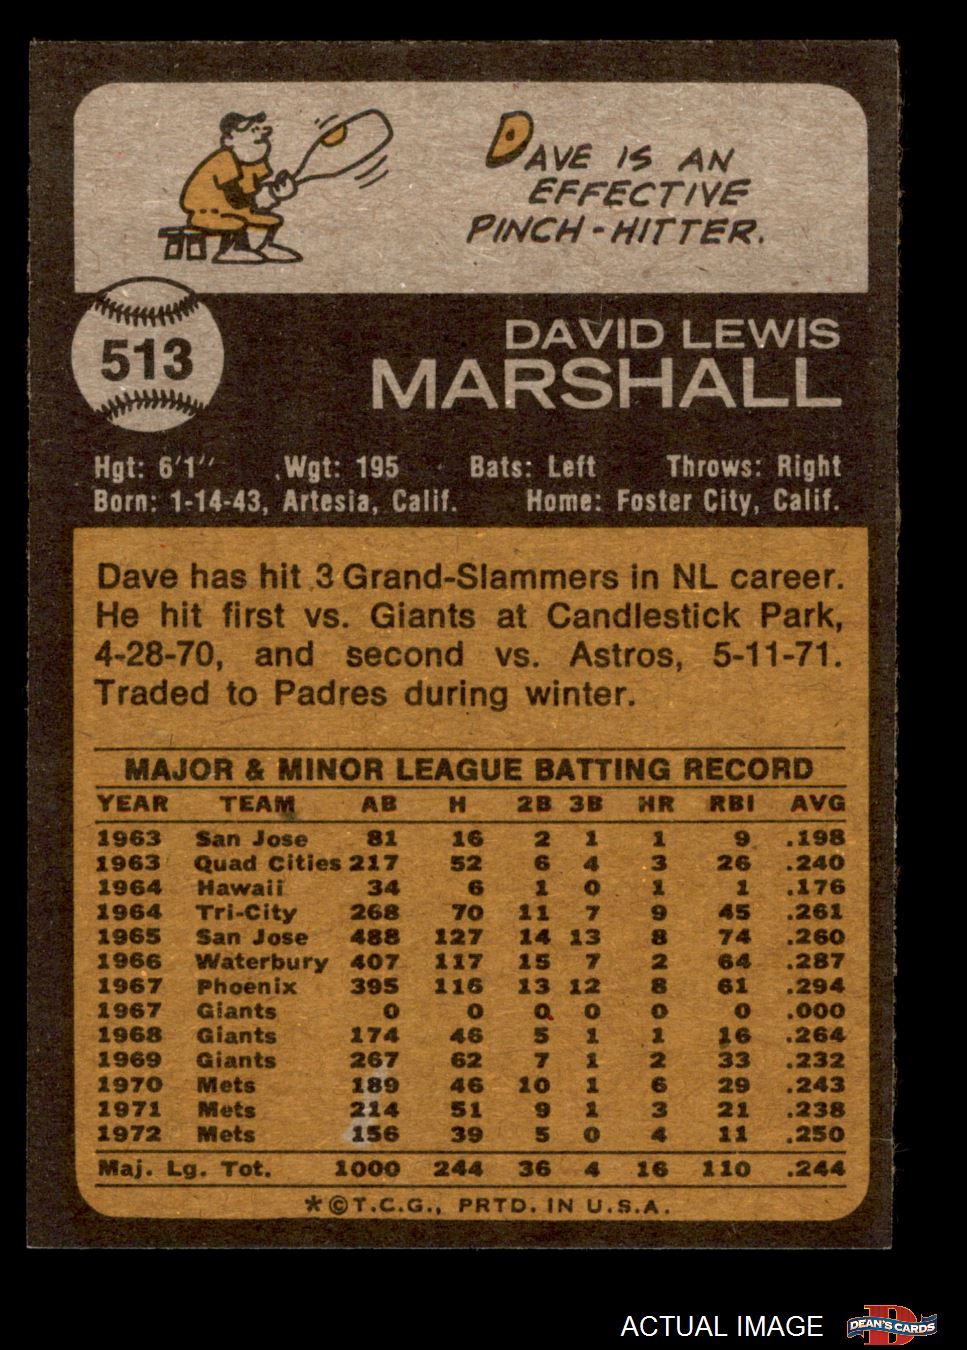 DAVE IS AN
EFFECTIVE
PINCH-HITTER.
513
DAVID LEWIS
MARSHALL
Hgt: 6'1" Wgt: 195 Bats: Left Throws: Right
Born: 1-14-43, Artesia, Calif. Home: Foster City, Calif.
Dave has hit 3 Grand-Slammers in NL career.
He hit first vs. Giants at Candlestick Park,
4-28-70, and second vs. Astros, 5-11-71.
Traded to Padres during winter.
MAJOR & MINOR LEAGUE BATTING RECORD
YEAR TEAM AB H 2B 3B HR RBI AVG
1963 San Jose 81 16 2 1 1 9 .198
1963 Quad Cities 217 52 6 4 3 26 .240
1964 Hawaii 34 6 1 0 1 1 .176
1964 Tri-City 268 70 11 7 9 45 .261
1965 San Jose 488 127 14 13 8 74 .260
1966 Waterbury 407 117 15 7 2 64 .287
1967 Phoenix 395 116 13 12 8 61 .294
1967 Giants 0 0 0 0 0 0 .000
1968 Giants 174 46 5 1 1 16 .264
1969 Giants 267 62 7 1 2 33 .232
1970 Mets 189 46 10 1 6 29 .243
1971 Mets 214 51 9 1 3 21 .238
1972 Mets 156 39 5 0 4 11 .250
Maj. Lg. Tot. 1000 244 36 4 16 110 .244
*©T.C.G., PRTD. IN U.S.A.
ACTUAL IMAGE
D
DEAN'S CARDS